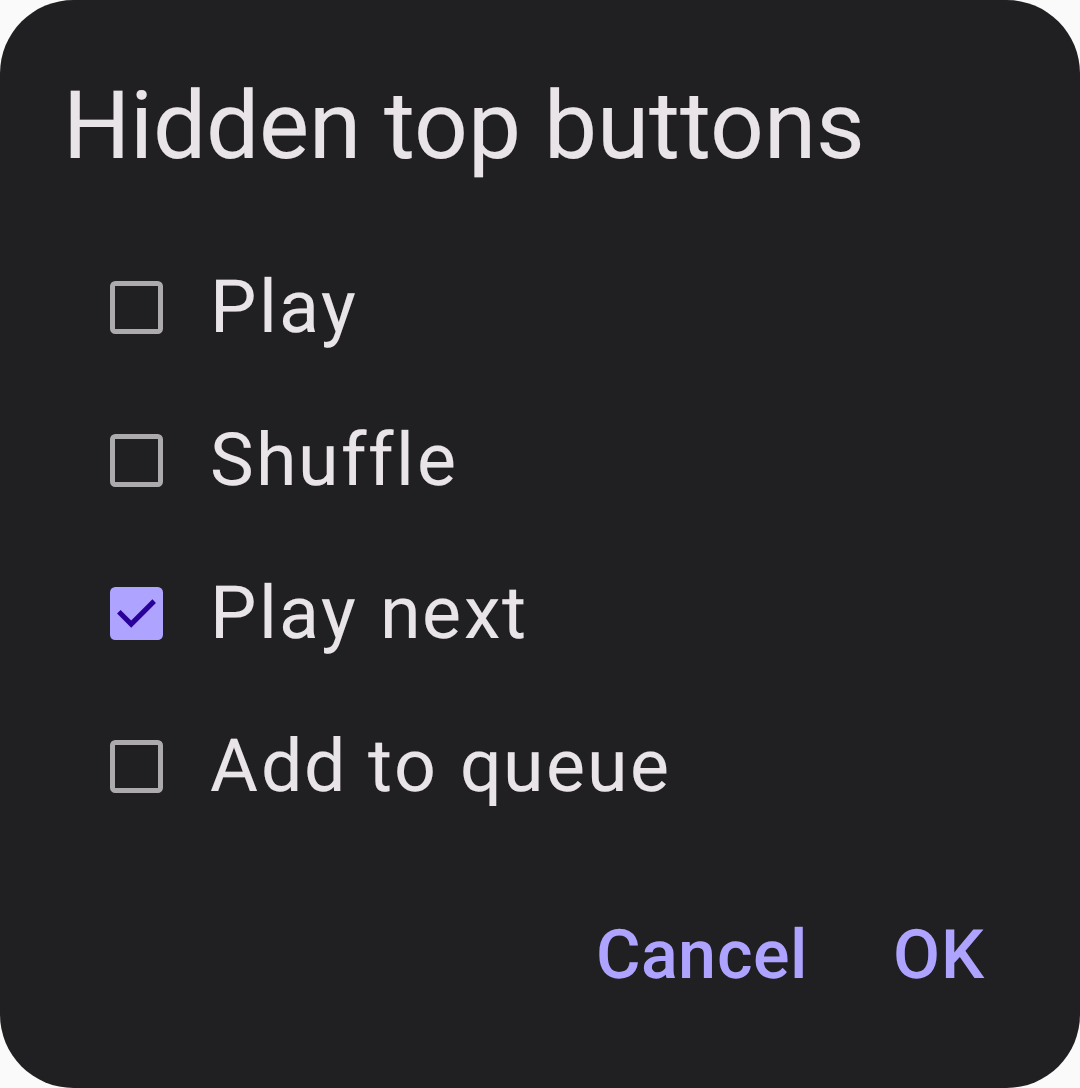 Hidden top buttons
Play
Shuffle
Play next
Add to queue
Cancel OK